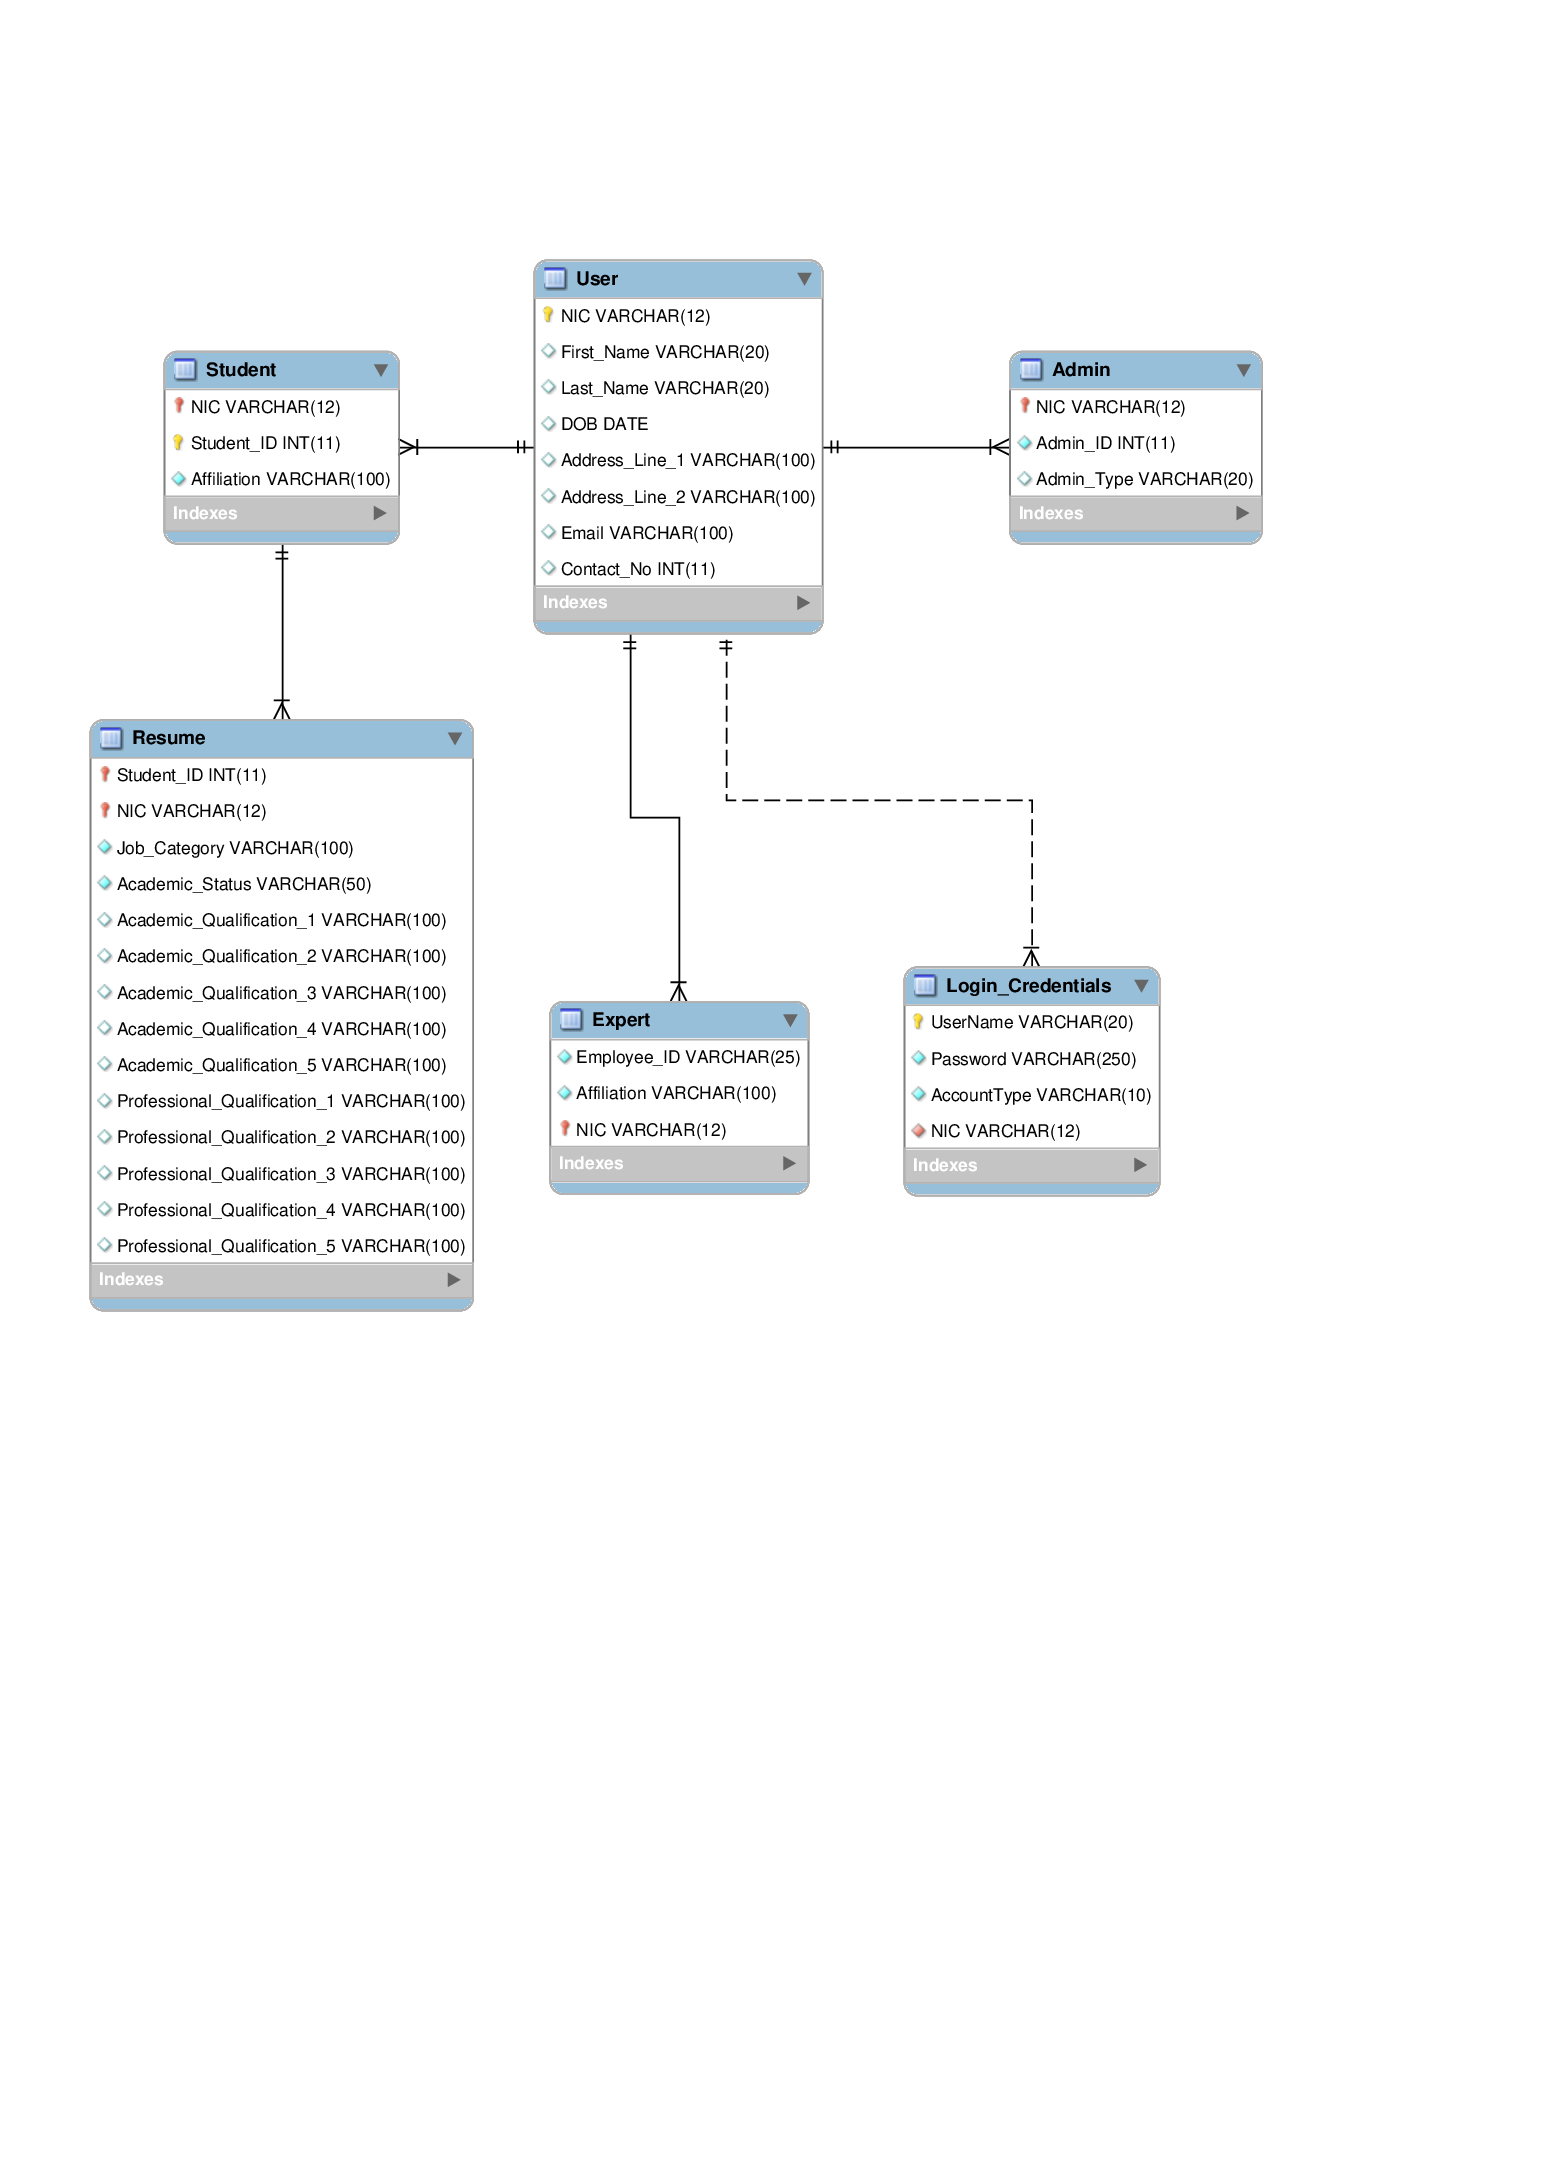 User
NIC VARCHAR(12)
First_Name VARCHAR(20)
Last_Name VARCHAR(20)
DOB DATE
Address_Line_1 VARCHAR(100)
Address_Line_2 VARCHAR(100)
Email VARCHAR(100)
Contact_No INT(11)
Indexes
Student
NIC VARCHAR(12)
Student_ID INT(11)
Affiliation VARCHAR(100)
Indexes
Admin
NIC VARCHAR(12)
Admin_ID INT(11)
Admin_Type VARCHAR(20)
Indexes
Resume
Student_ID INT(11)
NIC VARCHAR(12)
Job_Category VARCHAR(100)
Academic_Status VARCHAR(50)
Academic_Qualification_1 VARCHAR(100)
Academic_Qualification_2 VARCHAR(100)
Academic_Qualification_3 VARCHAR(100)
Academic_Qualification_4 VARCHAR(100)
Academic_Qualification_5 VARCHAR(100)
Professional_Qualification_1 VARCHAR(100)
Professional_Qualification_2 VARCHAR(100)
Professional_Qualification_3 VARCHAR(100)
Professional_Qualification_4 VARCHAR(100)
Professional_Qualification_5 VARCHAR(100)
Indexes
Expert
Employee_ID VARCHAR(25)
Affiliation VARCHAR(100)
NIC VARCHAR(12)
Indexes
Login_Credentials
UserName VARCHAR(20)
Password VARCHAR(250)
AccountType VARCHAR(10)
NIC VARCHAR(12)
Indexes